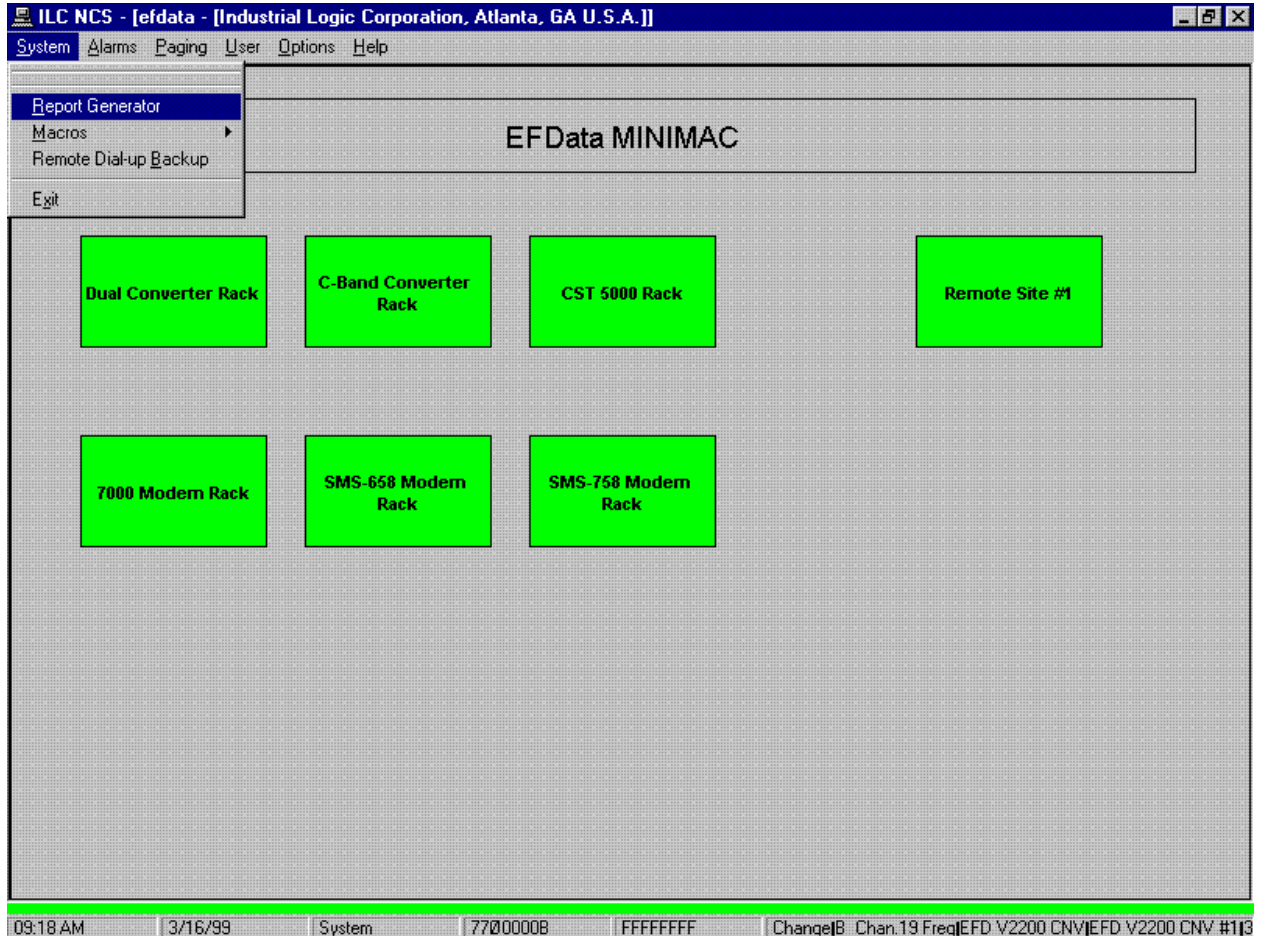 ILC NCS - [efdata - [Industrial Logic Corporation, Atlanta, GA U.S.A.]]
System Alarms Paging User Options Help
Report Generator
Macros
Remote Dial-up Backup
Exit
EFData MINIMAC
Dual Converter Rack
C-Band Converter
Rack
CST 5000 Rack
Remote Site #1
7000 Modem Rack
SMS-658 Modem
Rack
SMS-758 Modem
Rack
09:18 AM 3/16/99 System 7700000B FFFFFFFF Change|B Chan.19 Freq|EFD V2200 CNV|EFD V2200 CNV #1|3